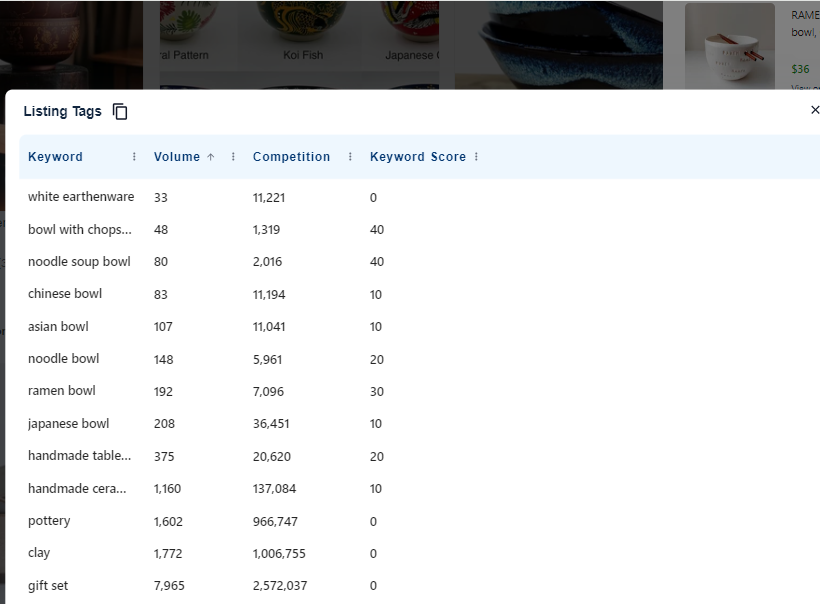 RAME
al Pattern Koi Fish Japanese
bowl,
$36
Listing Tags
Keyword Volume Competition Keyword Score
white earthenware 33 11,221 0
bowl with chops... 48 1,319 40
noodle soup bowl 80 2,016 40
chinese bowl 83 11,194 10
asian bowl 107 11,041 10
noodle bowl 148 5,961 20
ramen bowl 192 7,096 30
japanese bowl 208 36,451 10
handmade table... 375 20,620 20
handmade cera... 1,160 137,084 10
pottery 1,602 966,747 0
clay 1,772 1,006,755 0
gift set 7,965 2,572,037 0